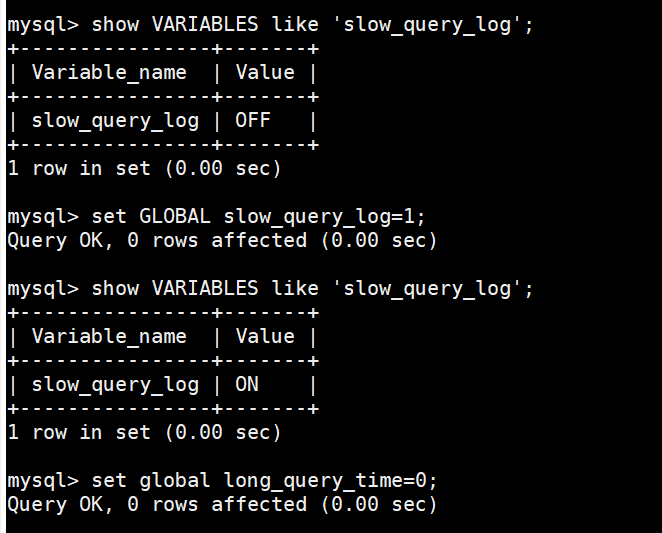 mysql> show VARIABLES like 'slow_query_log';
+----------------+-------+
| Variable_name  | Value |
+----------------+-------+
| slow_query_log | OFF   |
+----------------+-------+
1 row in set (0.00 sec)
mysql> set GLOBAL slow_query_log=1;
Query OK, 0 rows affected (0.00 sec)
mysql> show VARIABLES like 'slow_query_log';
+----------------+-------+
| Variable_name  | Value |
+----------------+-------+
| slow_query_log | ON    |
+----------------+-------+
1 row in set (0.00 sec)
mysql> set global long_query_time=0;
Query OK, 0 rows affected (0.00 sec)